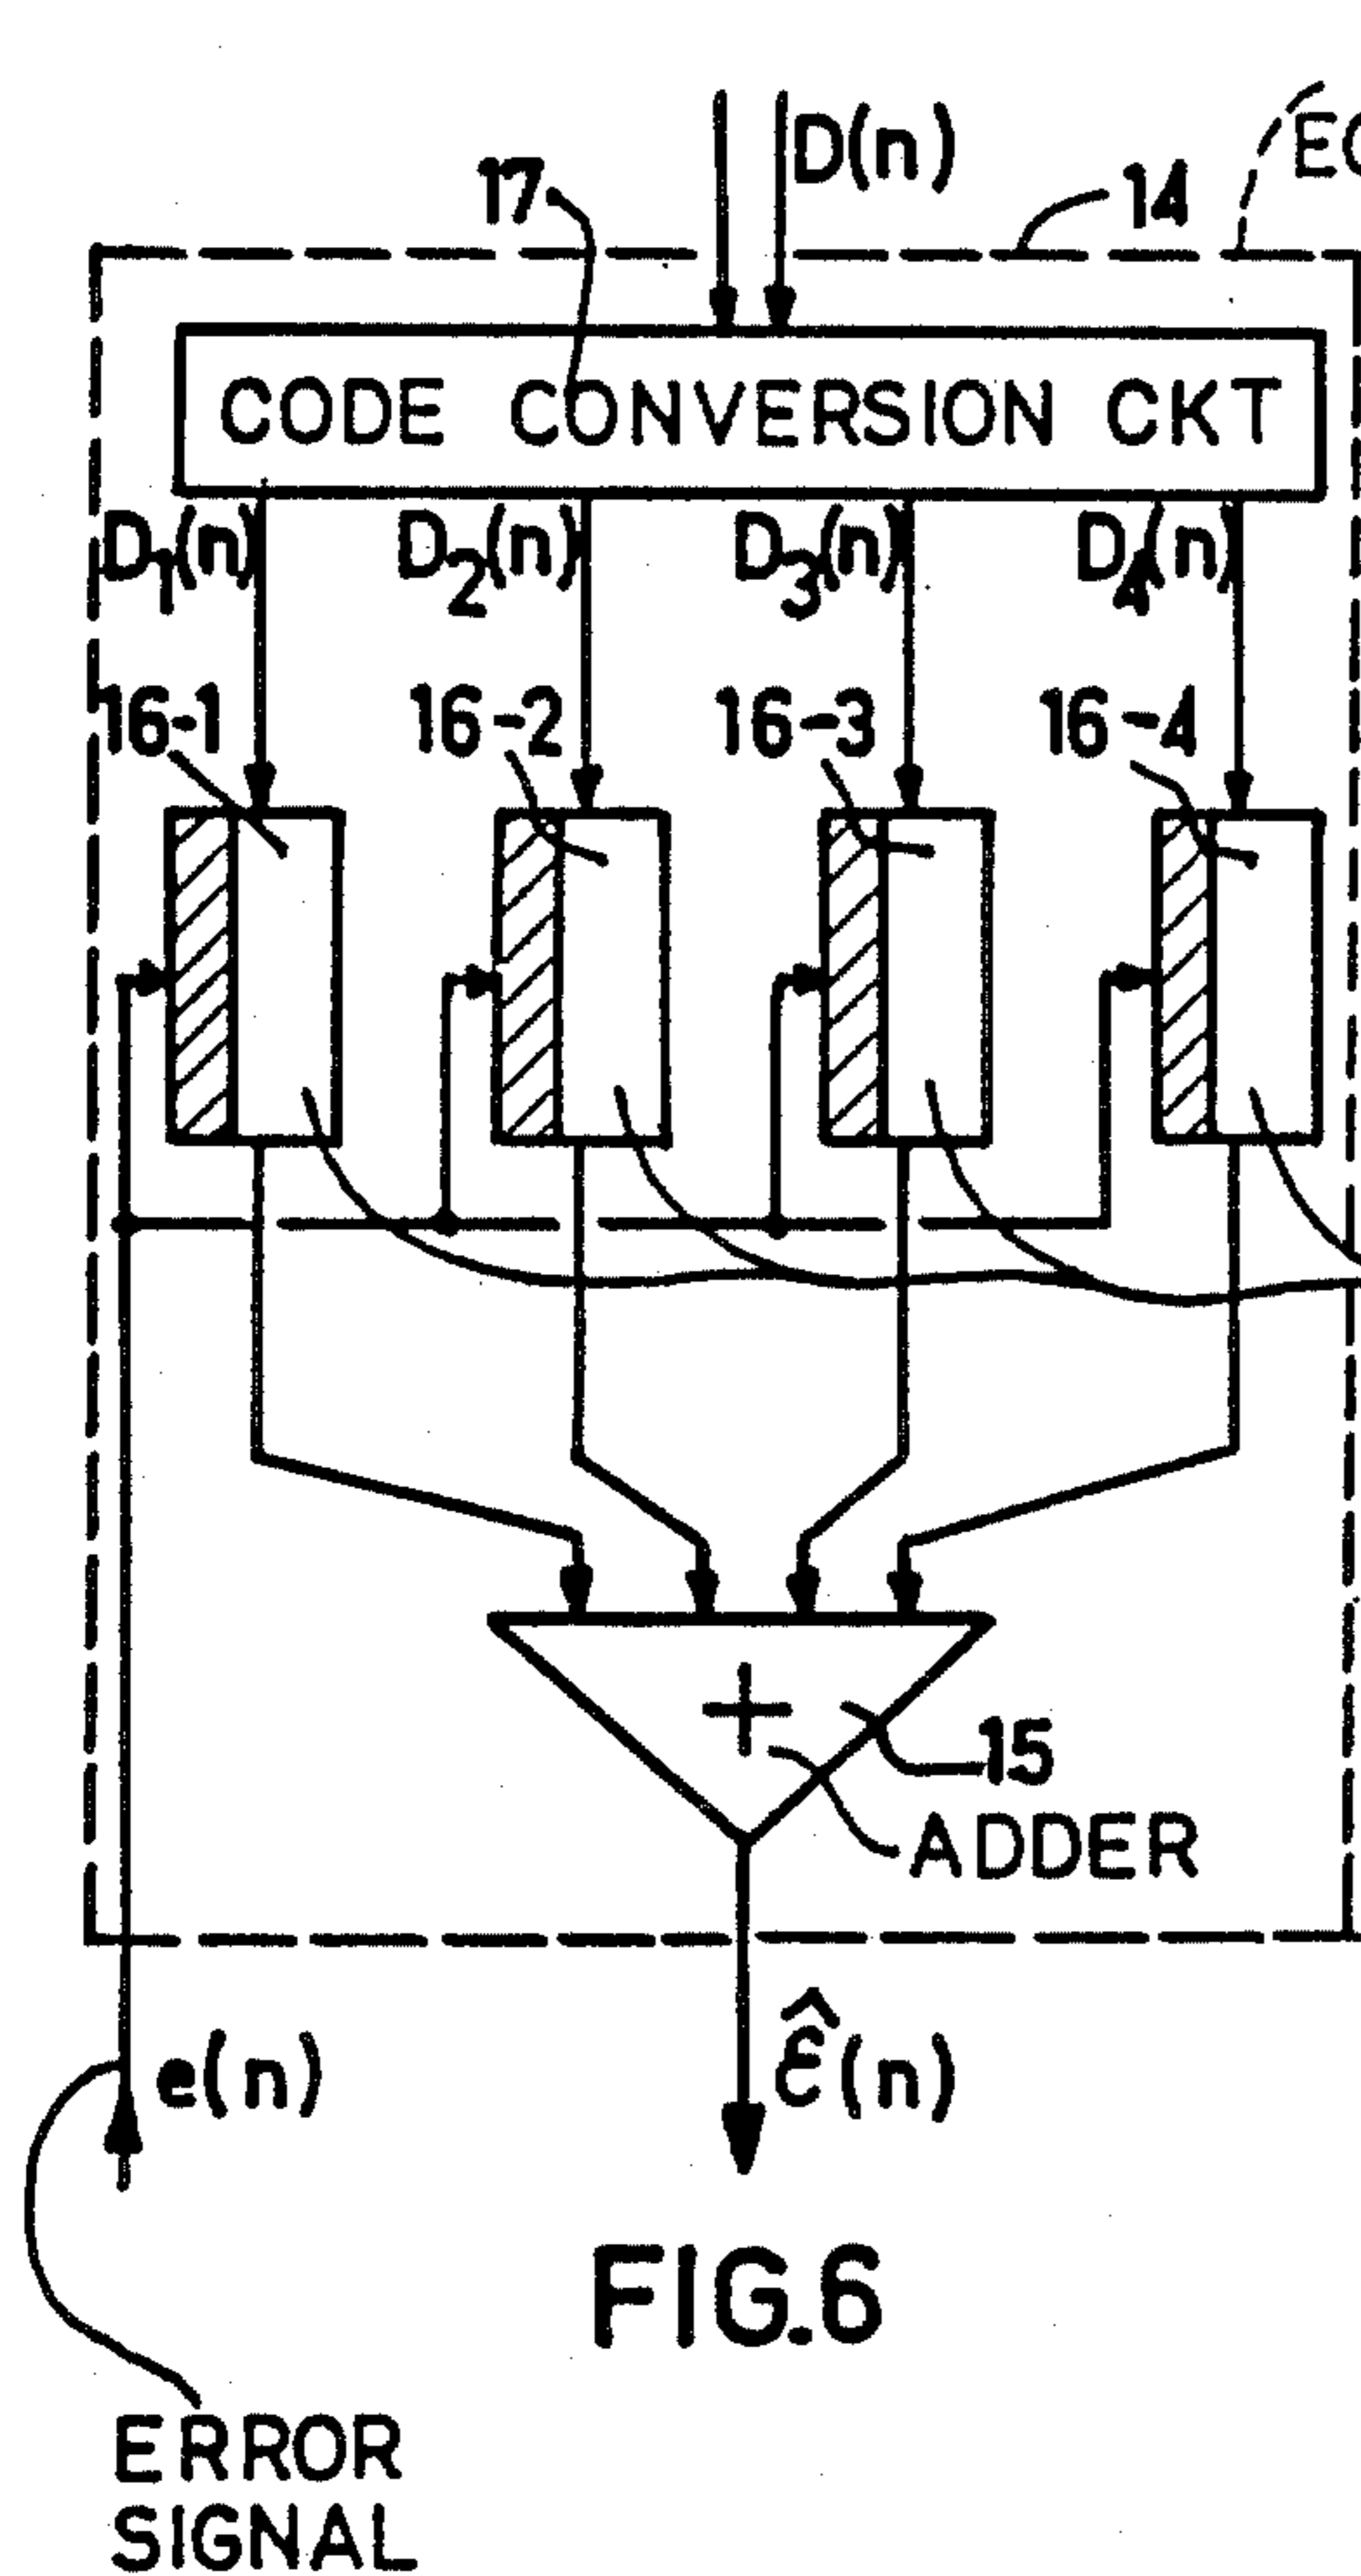 D(n)
17
14
CODE CONVERSION CKT
D1(n) D2(n) D3(n) D4(n)
16-1 16-2 16-3 16-4
+
15
ADDER
e(n)
ε̂(n)
FIG.6
ERROR
SIGNAL